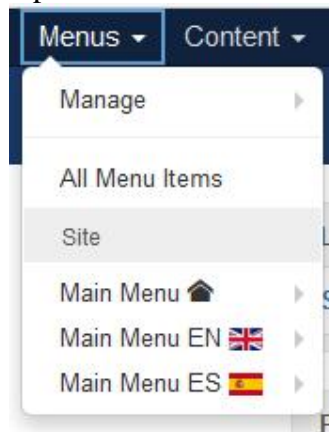 Menus Content
Manage
All Menu Items
Site
Main Menu
Main Menu EN
Main Menu ES